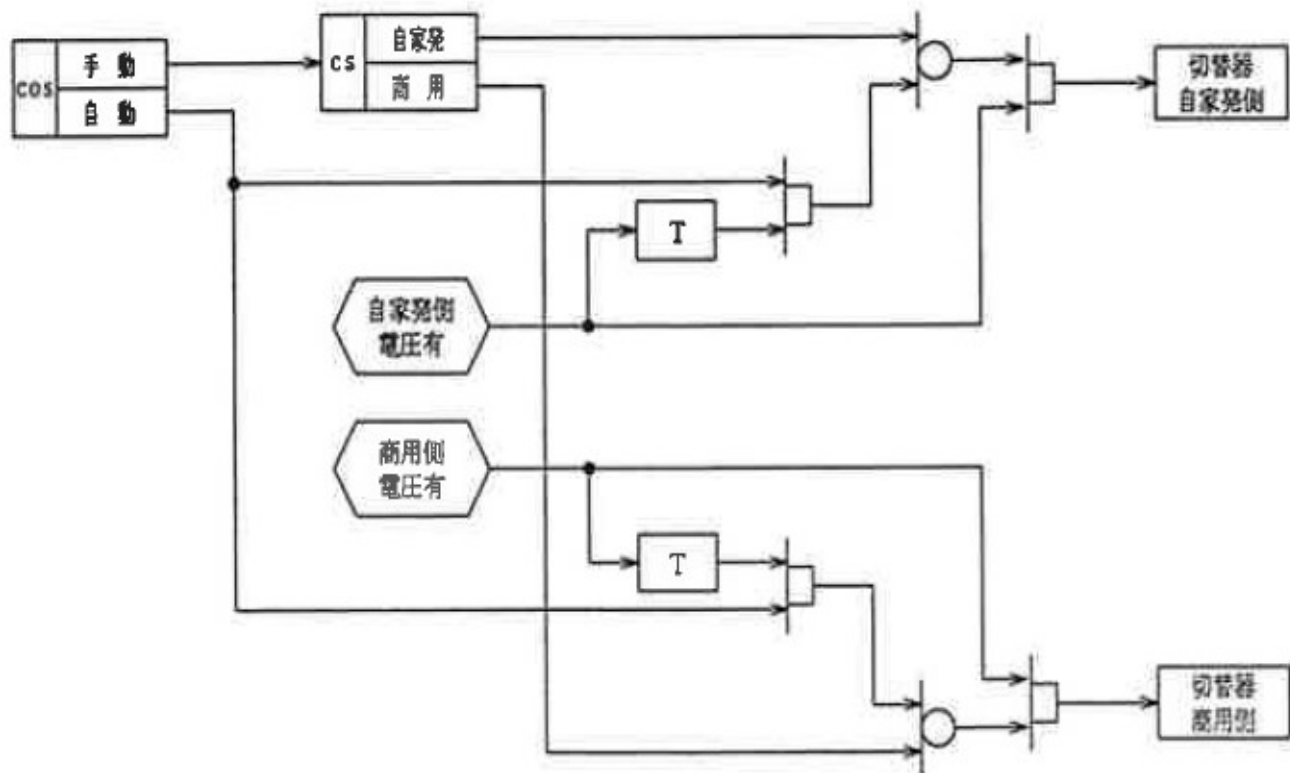 COS
手動
自動
CS
自家発
商用
切替器
自家発側
T
自家発側
電圧有
商用側
電圧有
T
切替器
商用側